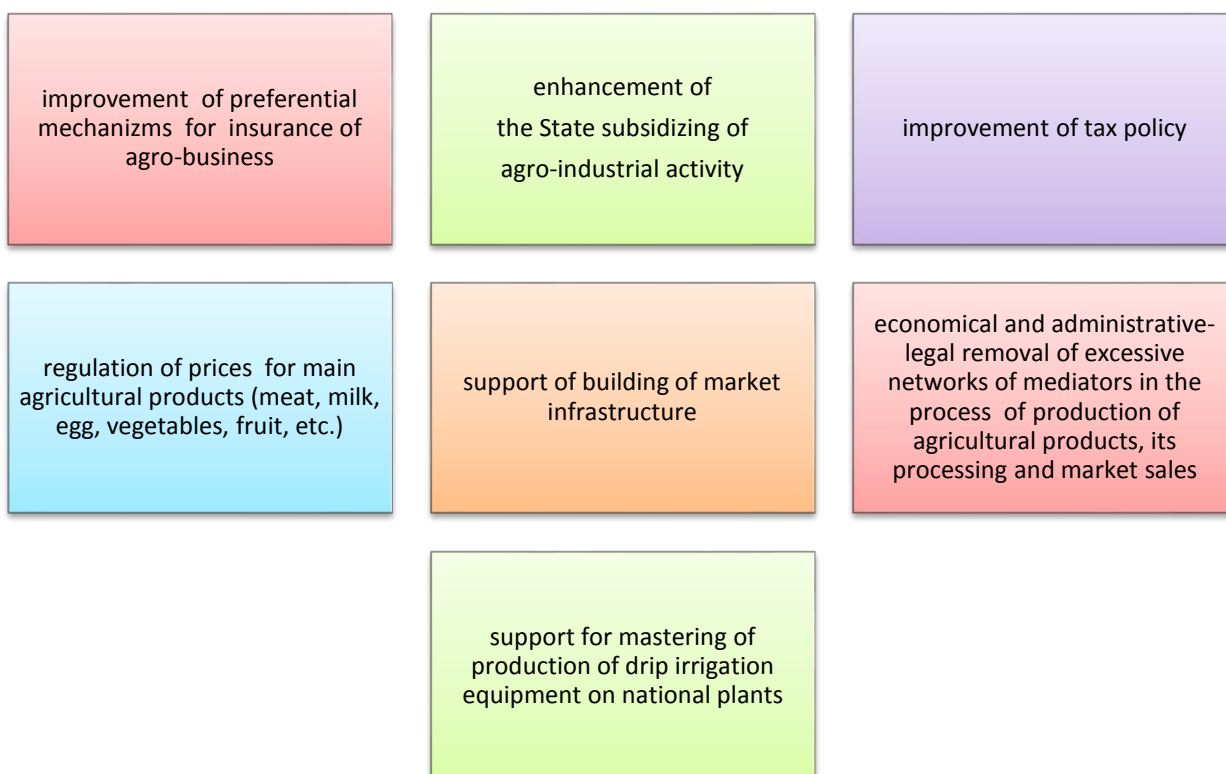 improvement of preferential
mechanizms for insurance of
agro-business
enhancement of
the State subsidizing of
agro-industrial activity
improvement of tax policy
regulation of prices for main
agricultural products (meat, milk,
egg, vegetables, fruit, etc.)
support of building of market
infrastructure
economical and administrative-
legal removal of excessive
networks of mediators in the
process of production of
agricultural products, its
processing and market sales
support for mastering of
production of drip irrigation
equipment on national plants